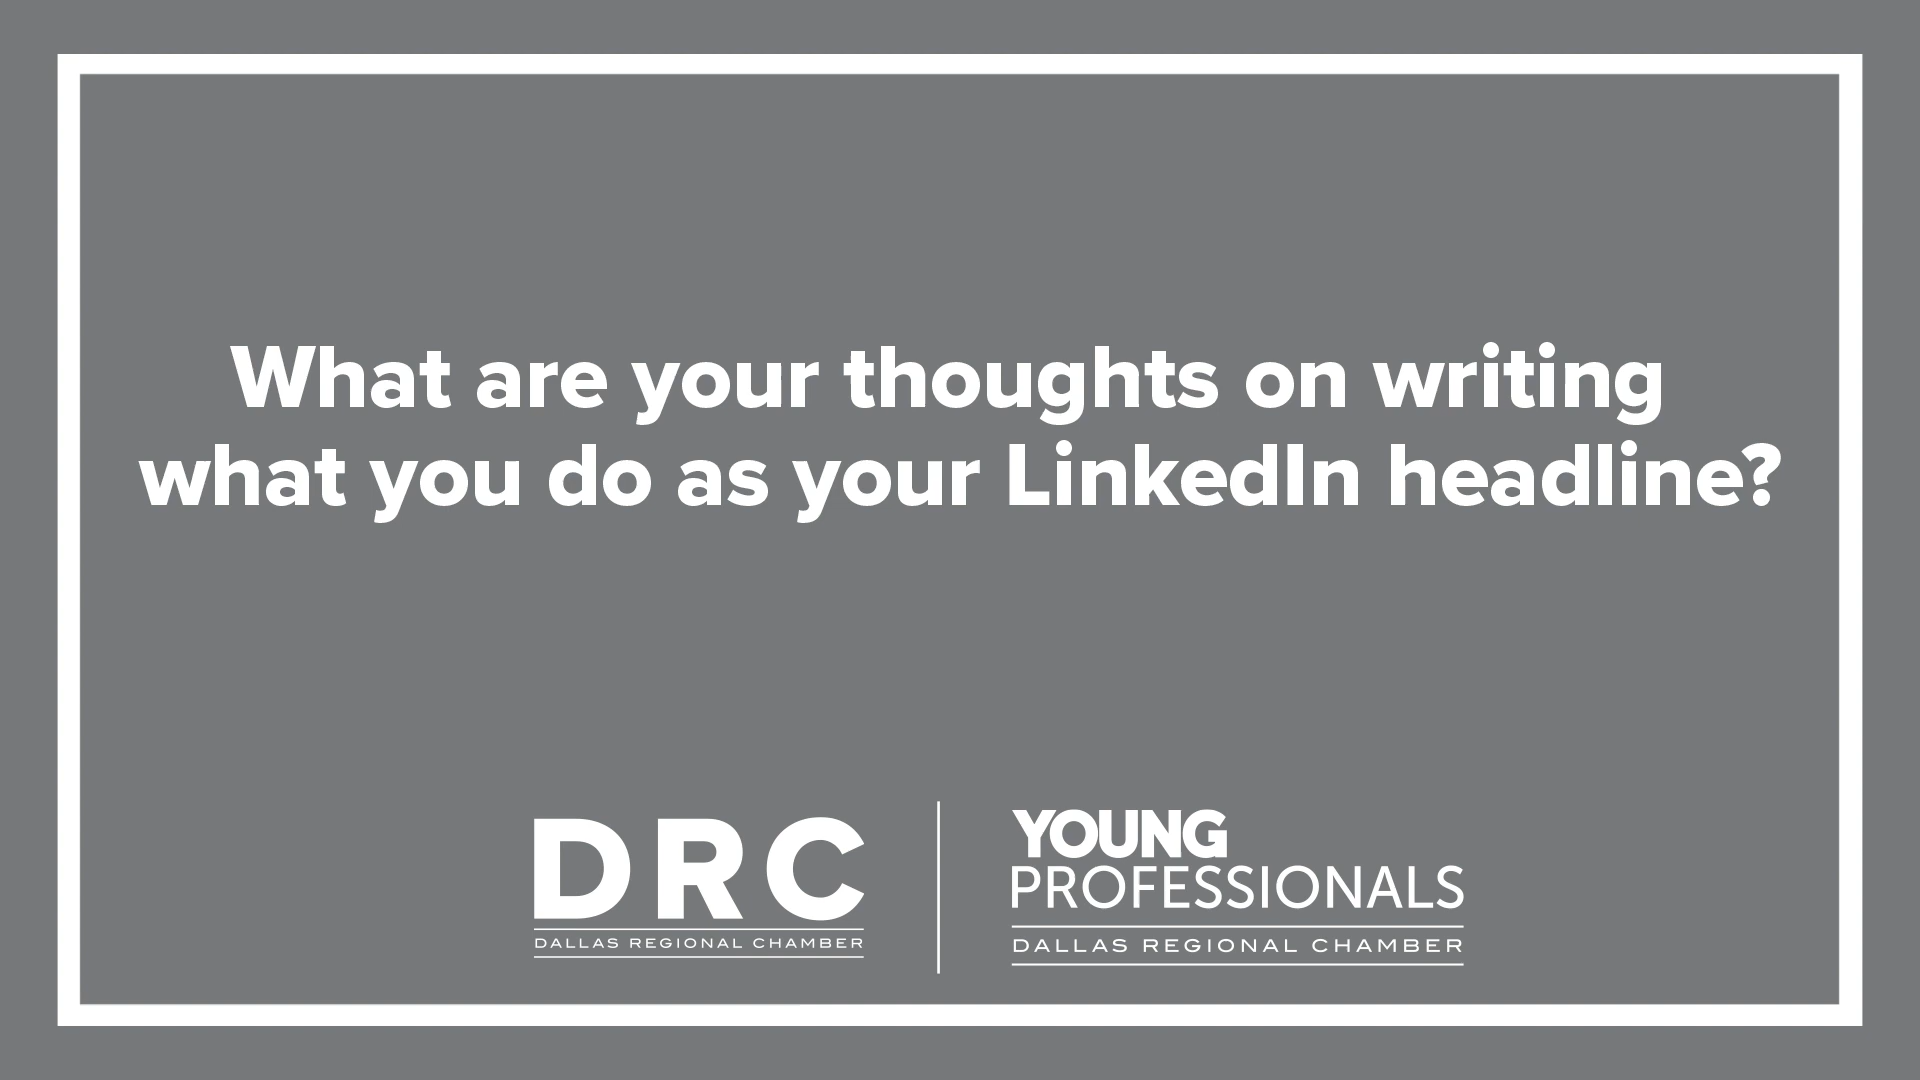 What are your thoughts on writing
what you do as your LinkedIn headline?
DRC
DALLAS REGIONAL CHAMBER
YOUNG
PROFESSIONALS
DALLAS REGIONAL CHAMBER